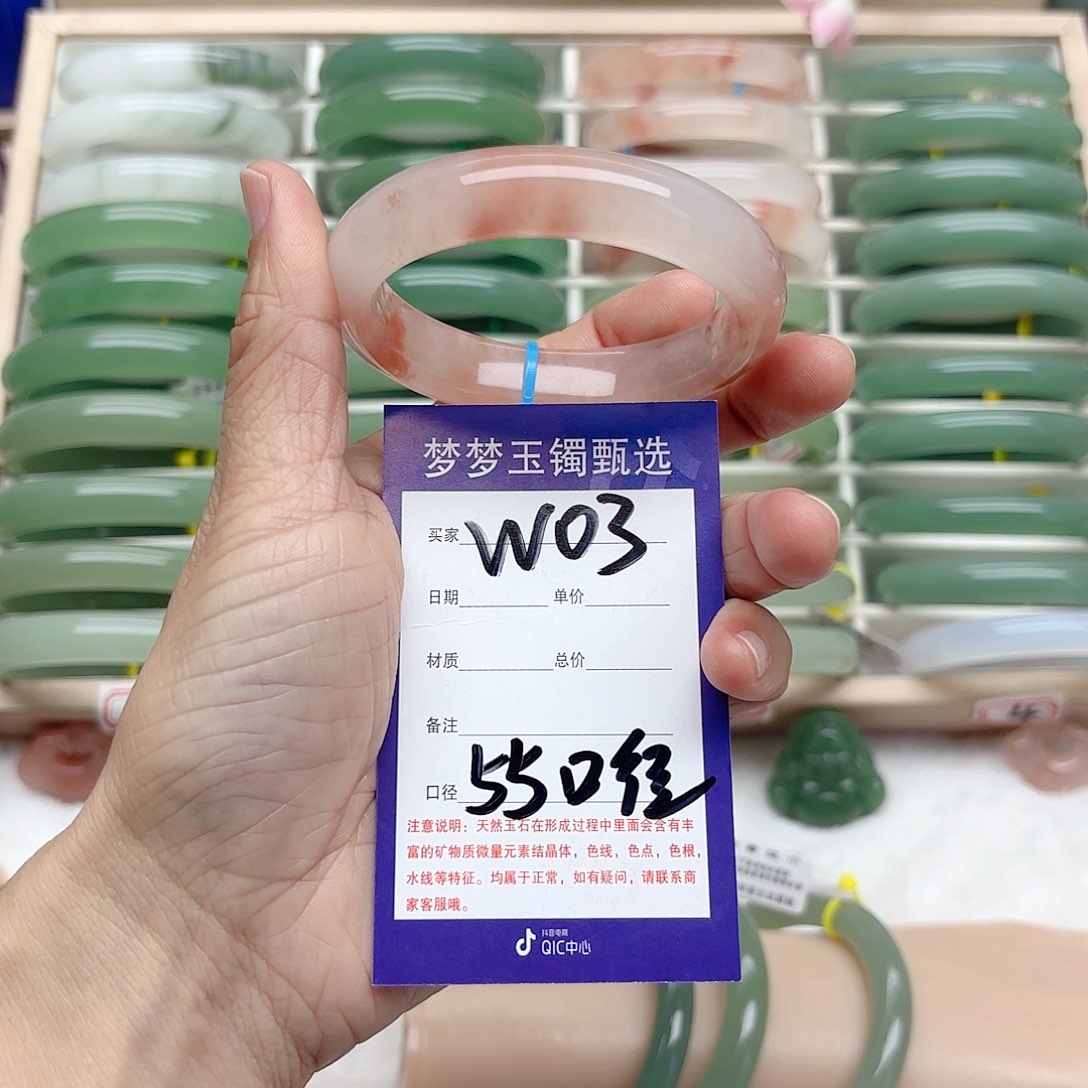 梦梦玉镯甄选
买家 W03
日期 单价
材质 总价
备注
口径 55口径
注意说明：天然玉石在形成过程中里面会含有丰
富的矿物质微量元素结晶体，色线，色点，色根，
水线等特征。均属于正常，如有疑问，请联系商
家客服哦。
抖音电商
QIC中心